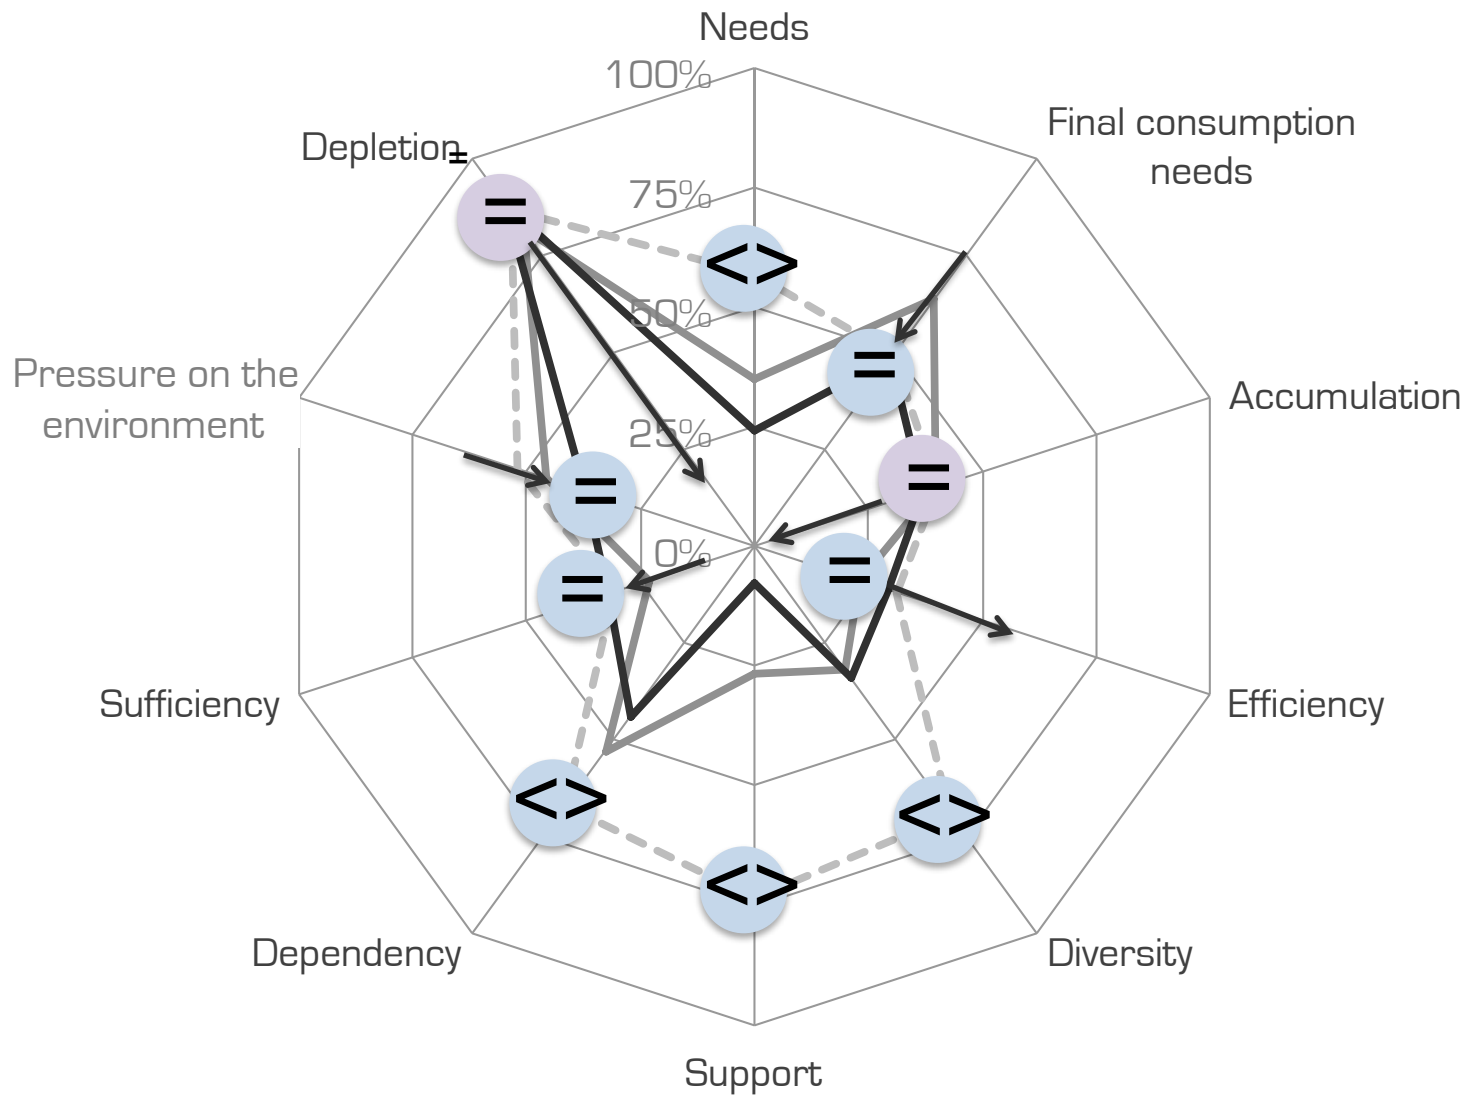 Needs
100%
Final consumption
needs
Depletion
=
75%
=
<>
50%
=
Pressure on the
environment
Accumulation
25%
=
=
0%
=
=
Sufficiency
Efficiency
<>
<>
<>
Dependency
Diversity
Support